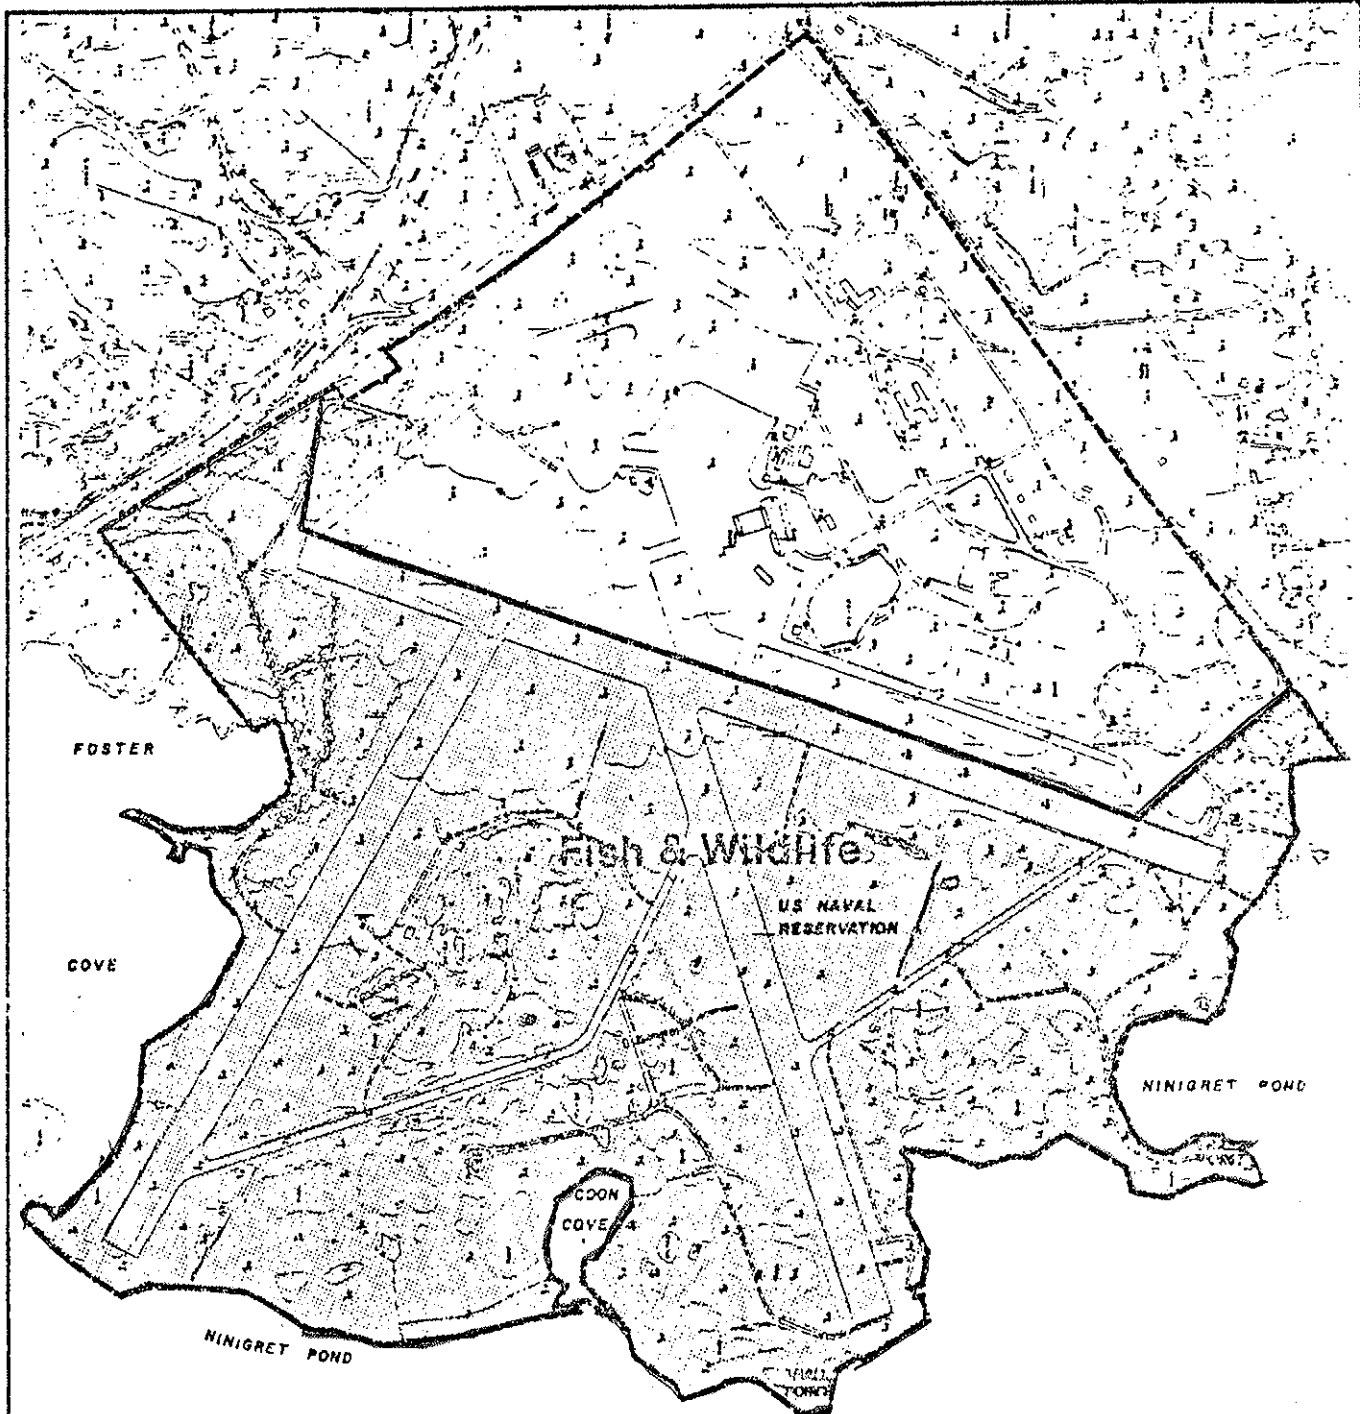 FOSTER
Fish & Wildlife
US NAVAL
RESERVATION
COVE
NINIGRET POND
COON
COVE
NINIGRET POND